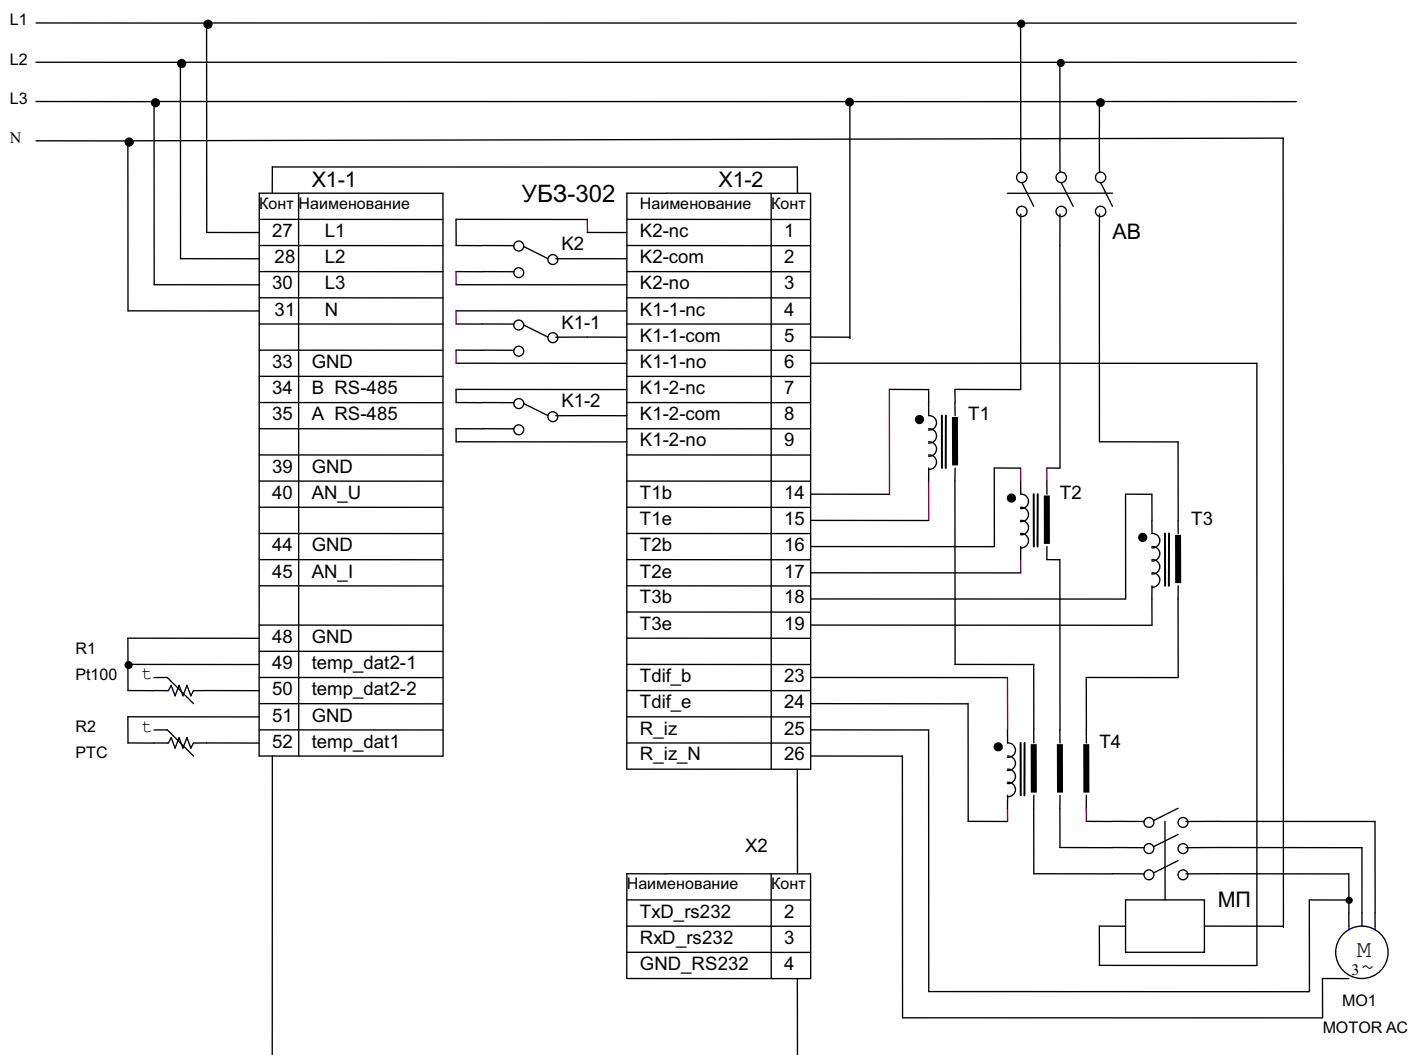 L1
L2
L3
N
X1-1
УБЗ-302
X1-2
Конт Наименование
27 L1
28 L2
30 L3
31 N
33 GND
34 B RS-485
35 A RS-485
39 GND
40 AN_U
44 GND
45 AN_I
48 GND
49 temp_dat2-1
50 temp_dat2-2
51 GND
52 temp_dat1
R1
Pt100
t
R2
PTC
t
K2
K1-1
K1-2
Наименование Конт
K2-nc 1
K2-com 2
K2-no 3
K1-1-nc 4
K1-1-com 5
K1-1-no 6
K1-2-nc 7
K1-2-com 8
K1-2-no 9
T1b 14
T1e 15
T2b 16
T2e 17
T3b 18
T3e 19
Tdif_b 23
Tdif_e 24
R_iz 25
R_iz_N 26
X2
Наименование Конт
TxD_rs232 2
RxD_rs232 3
GND_RS232 4
АВ
T1
T2
T3
T4
МП
M
3~
MO1
MOTOR AC